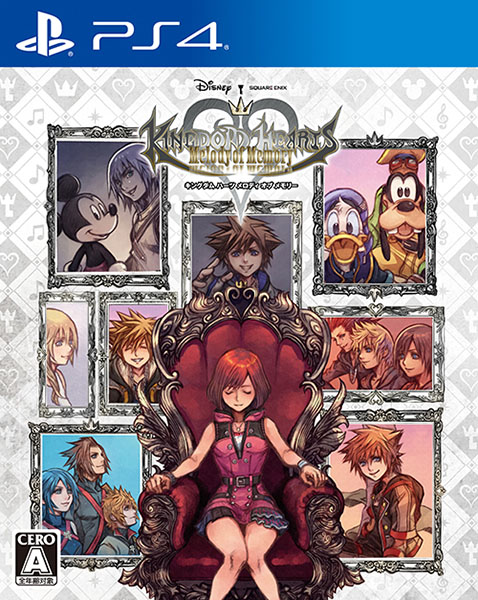 PS4
Disney SQUARE ENIX
KINGDOM HEARTS
Melody of Memory
キングダム ハーツ メロディ オブ メモリー
CERO
A
全年齢対象